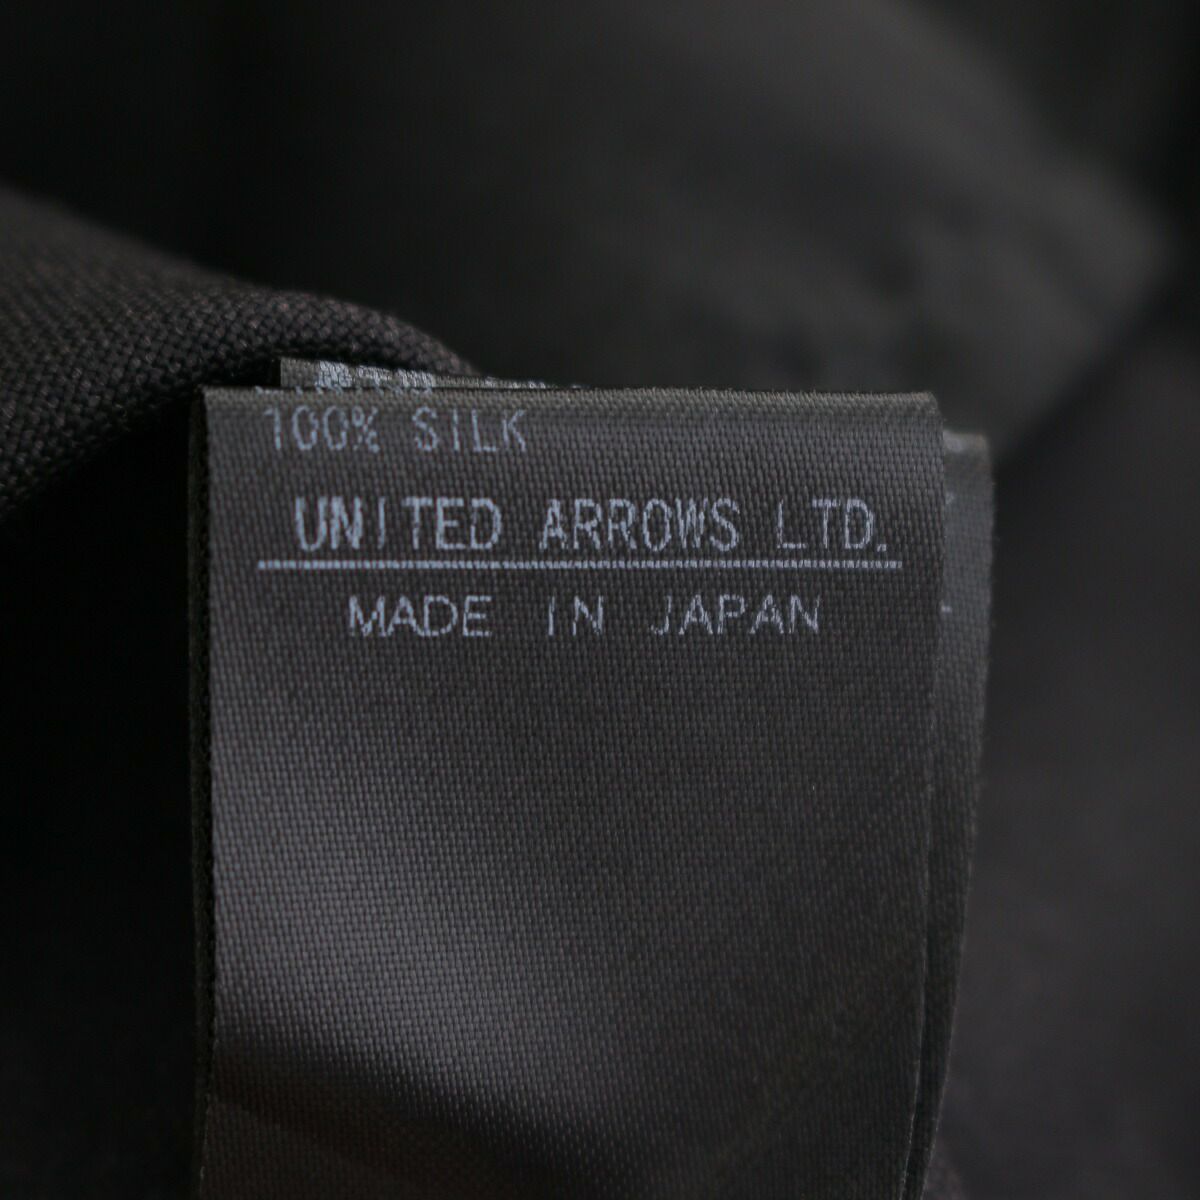 100% SILK
UNITED ARROWS LTD.
MADE IN JAPAN